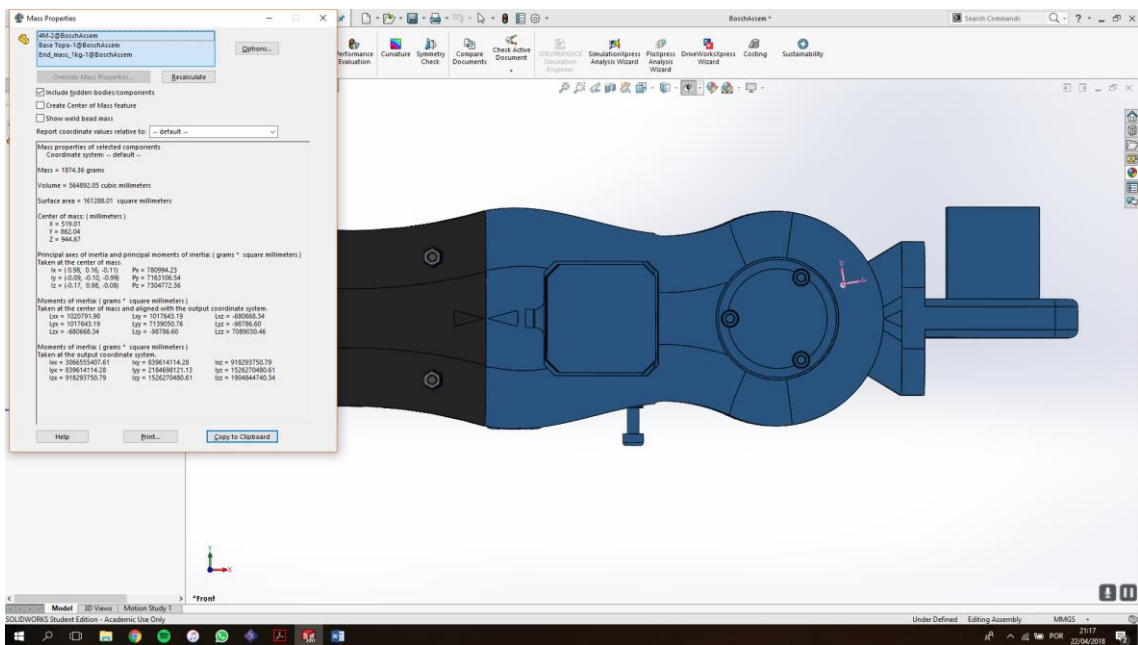 Mass Properties
BoschAssem *
Search Commands
4M-2@BoschAssem
Base Topo-1@BoschAssem
End_mass_1kg-1@BoschAssem
Options...
Override Mass Properties...
Recalculate
Include hidden bodies/components
Create Center of Mass feature
Show weld bead mass
Report coordinate values relative to: -- default --
Mass properties of selected components
Coordinate system: -- default --
Mass = 1874.36 grams
Volume = 564892.05 cubic millimeters
Surface area = 161288.01 square millimeters
Center of mass: ( millimeters )
X = 519.01
Y = 862.04
Z = 944.67
Principal axes of inertia and principal moments of inertia: ( grams * square millimeters )
Taken at the center of mass.
Ix = ( 0.98, 0.16, -0.11) Px = 780994.23
Iy = (-0.09, -0.10, -0.99) Py = 7163106.54
Iz = (-0.17, 0.98, -0.08) Pz = 7304772.36
Moments of inertia: ( grams * square millimeters )
Taken at the center of mass and aligned with the output coordinate system.
Lxx = 1020791.90 Lxy = 1017643.19 Lxz = -680668.34
Lyx = 1017643.19 Lyy = 7139050.76 Lyz = -98786.60
Lzx = -680668.34 Lzy = -98786.60 Lzz = 7089030.46
Moments of inertia: ( grams * square millimeters )
Taken at the output coordinate system.
Ixx = 3066555407.61 Ixy = 839614114.28 Ixz = 918293750.79
Iyx = 839614114.28 Iyy = 2184698121.13 Iyz = 1526270480.61
Izx = 918293750.79 Izy = 1526270480.61 Izz = 1904844740.34
Help
Print...
Copy to Clipboard
Performance Evaluation
Curvature
Symmetry Check
Compare Documents
Check Active Document
3DEXPERIENCE Simulation Engineer
SimulationXpress Analysis Wizard
FloXpress Analysis Wizard
DriveWorksXpress Wizard
Costing
Sustainability
Y
X
*Front
Model
3D Views
Motion Study 1
SOLIDWORKS Student Edition - Academic Use Only
Under Defined
Editing Assembly
MMGS
POR
21:17
22/04/2018